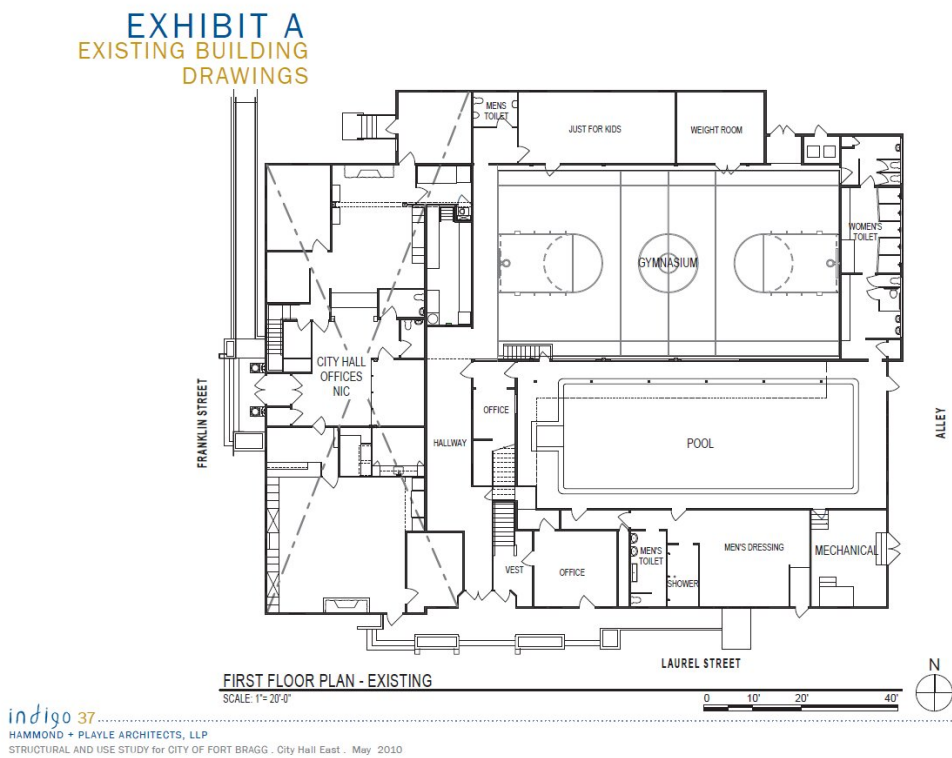 EXHIBIT A
EXISTING BUILDING
DRAWINGS
MENS
TOILET
JUST FOR KIDS
WEIGHT ROOM
WOMEN'S
TOILET
GYMNASIUM
CITY HALL
OFFICES
NIC
FRANKLIN STREET
OFFICE
HALLWAY
POOL
ALLEY
VEST
OFFICE
MEN'S
TOILET
SHOWER
MEN'S DRESSING
MECHANICAL
LAUREL STREET
N
FIRST FLOOR PLAN - EXISTING
SCALE: 1"= 20'-0"
0 10' 20' 40'
indigo 37
HAMMOND + PLAYLE ARCHITECTS, LLP
STRUCTURAL AND USE STUDY for CITY OF FORT BRAGG . City Hall East . May 2010